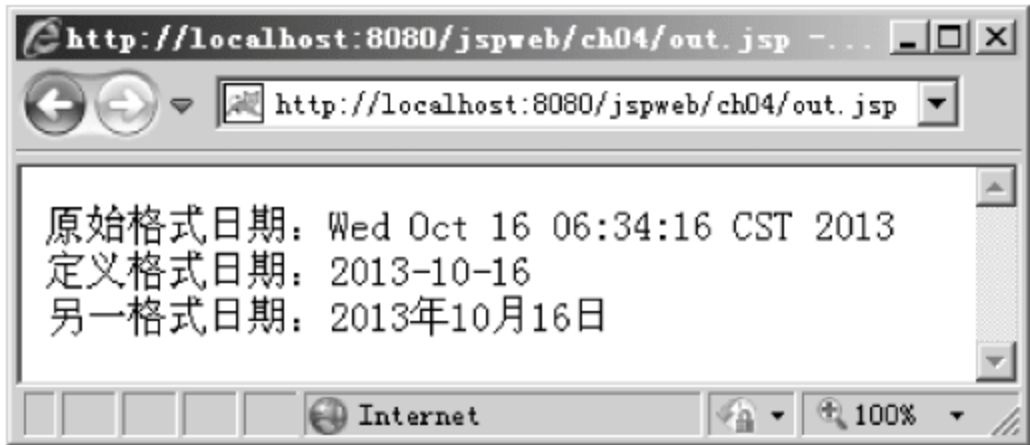 http://localhost:8080/jspweb/ch04/out.jsp -...
http://localhost:8080/jspweb/ch04/out.jsp
原始格式日期：Wed Oct 16 06:34:16 CST 2013
定义格式日期：2013-10-16
另一格式日期：2013年10月16日
Internet
100%